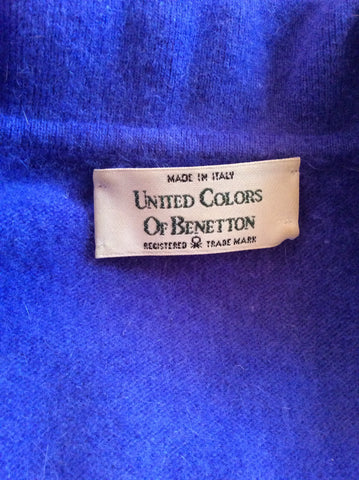 MADE IN ITALY
UNITED COLORS
OF BENETTON
REGISTERED TRADE MARK